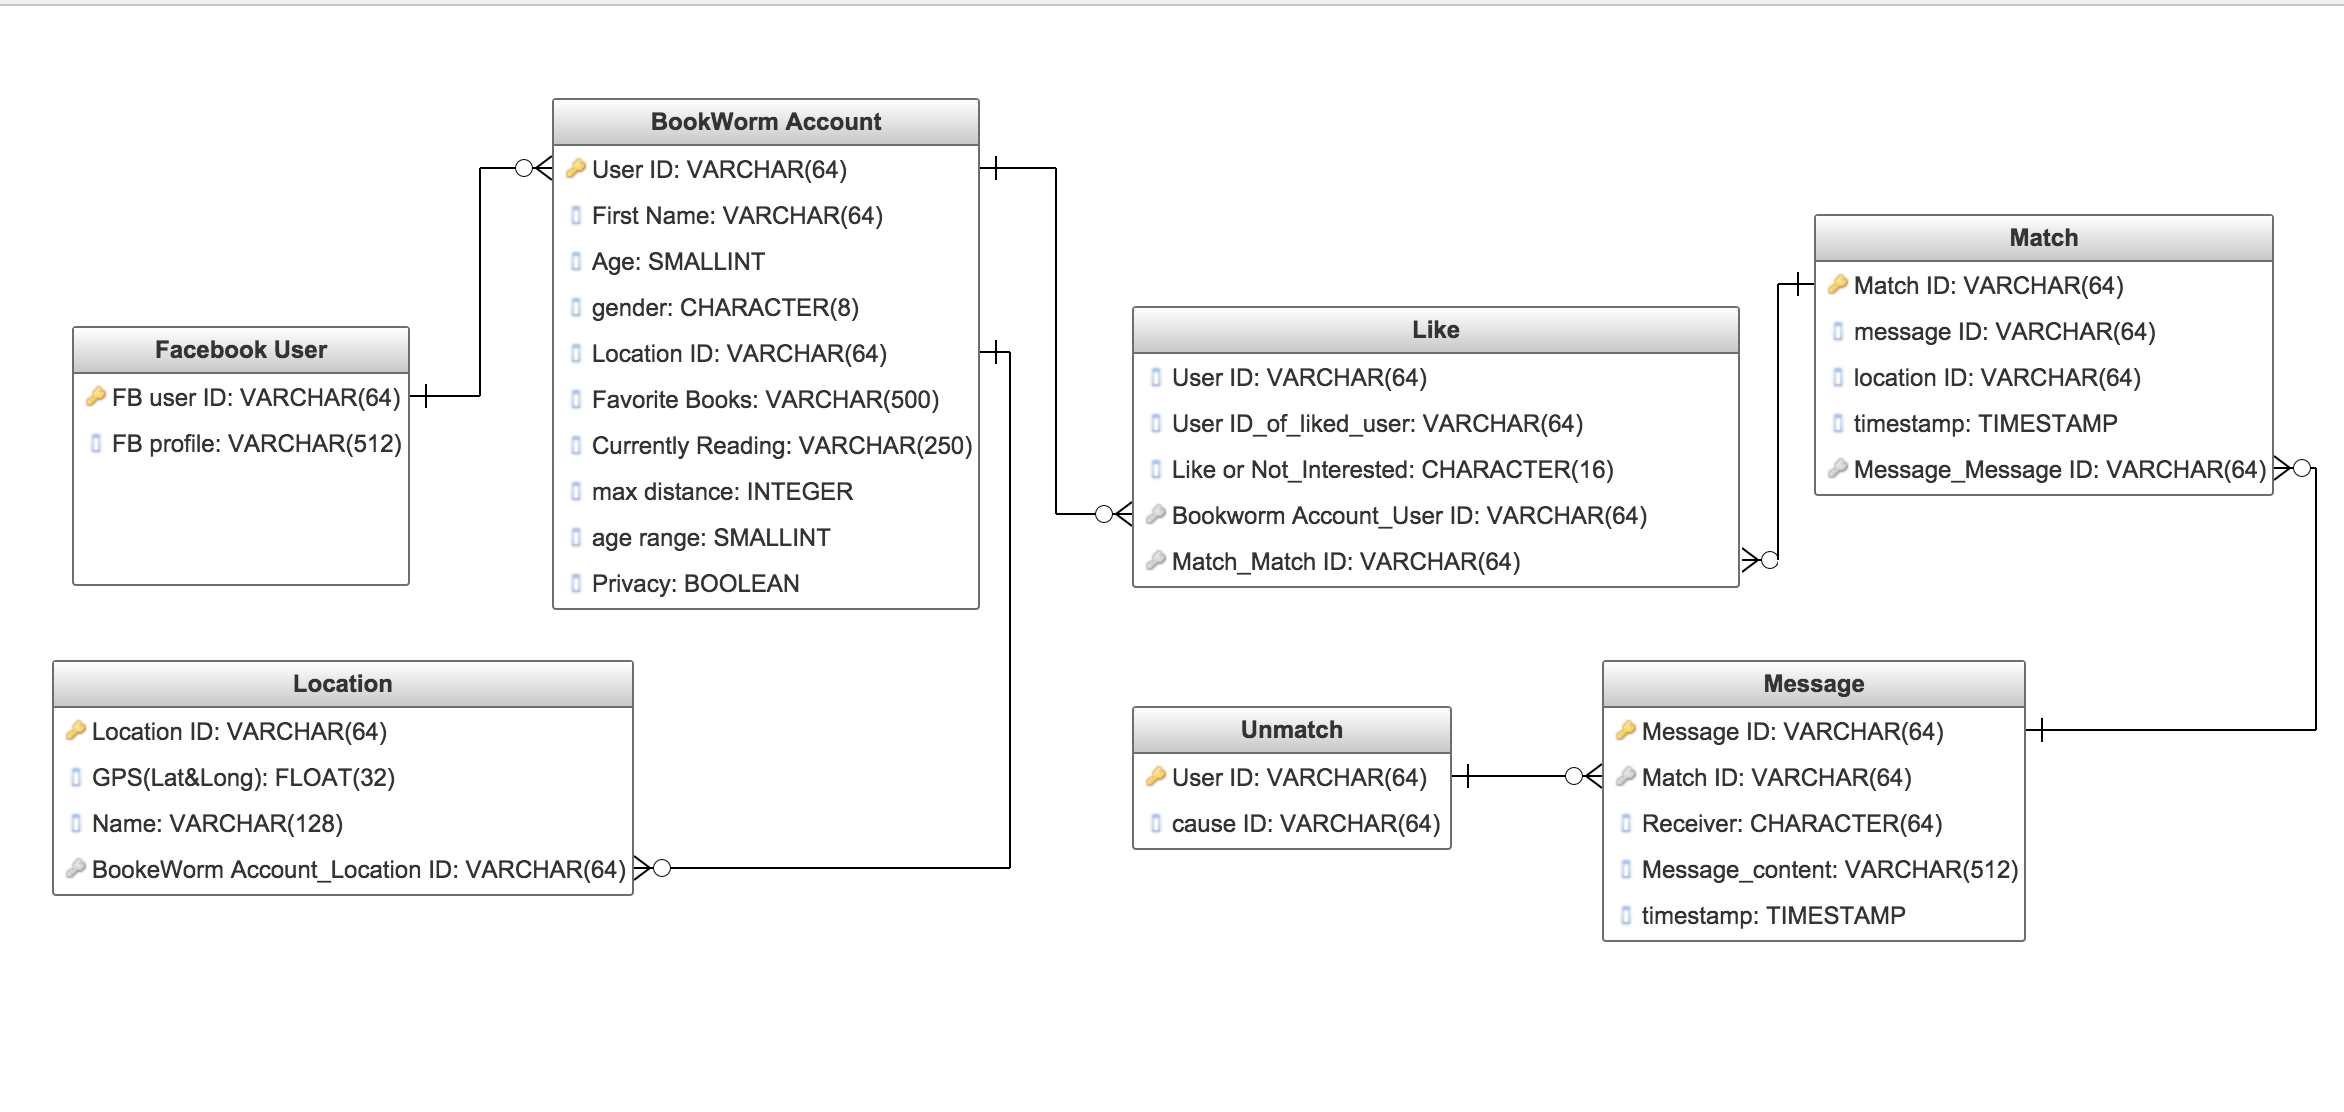 BookWorm Account
User ID: VARCHAR(64)
First Name: VARCHAR(64)
Age: SMALLINT
gender: CHARACTER(8)
Location ID: VARCHAR(64)
Favorite Books: VARCHAR(500)
Currently Reading: VARCHAR(250)
max distance: INTEGER
age range: SMALLINT
Privacy: BOOLEAN
Facebook User
FB user ID: VARCHAR(64)
FB profile: VARCHAR(512)
Location
Location ID: VARCHAR(64)
GPS(Lat&Long): FLOAT(32)
Name: VARCHAR(128)
BookeWorm Account_Location ID: VARCHAR(64)
Like
User ID: VARCHAR(64)
User ID_of_liked_user: VARCHAR(64)
Like or Not_Interested: CHARACTER(16)
Bookworm Account_User ID: VARCHAR(64)
Match_Match ID: VARCHAR(64)
Match
Match ID: VARCHAR(64)
message ID: VARCHAR(64)
location ID: VARCHAR(64)
timestamp: TIMESTAMP
Message_Message ID: VARCHAR(64)
Unmatch
User ID: VARCHAR(64)
cause ID: VARCHAR(64)
Message
Message ID: VARCHAR(64)
Match ID: VARCHAR(64)
Receiver: CHARACTER(64)
Message_content: VARCHAR(512)
timestamp: TIMESTAMP